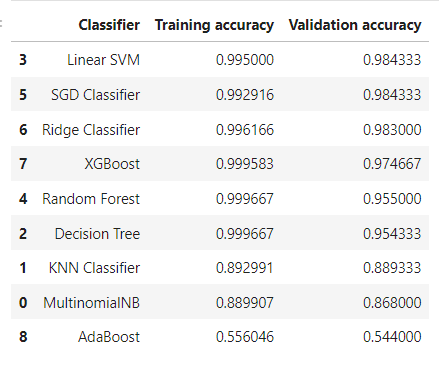 Classifier Training accuracy Validation accuracy
3 Linear SVM 0.995000 0.984333
5 SGD Classifier 0.992916 0.984333
6 Ridge Classifier 0.996166 0.983000
7 XGBoost 0.999583 0.974667
4 Random Forest 0.999667 0.955000
2 Decision Tree 0.999667 0.954333
1 KNN Classifier 0.892991 0.889333
0 MultinomialNB 0.889907 0.868000
8 AdaBoost 0.556046 0.544000